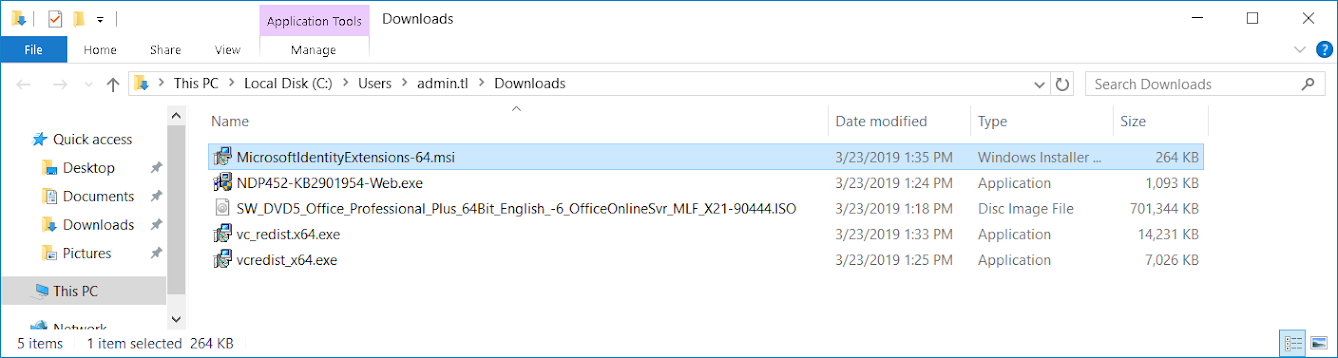 Application Tools Downloads
File Home Share View Manage
This PC > Local Disk (C:) > Users > admin.tl > Downloads Search Downloads
Name Date modified Type Size
Quick access
Desktop
Documents
Downloads
Pictures
This PC
Network
MicrosoftIdentityExtensions-64.msi 3/23/2019 1:35 PM Windows Installer ... 264 KB
NDP452-KB2901954-Web.exe 3/23/2019 1:24 PM Application 1,093 KB
SW_DVD5_Office_Professional_Plus_64Bit_English_-6_OfficeOnlineSvr_MLF_X21-90444.ISO 3/23/2019 1:18 PM Disc Image File 701,344 KB
vc_redist.x64.exe 3/23/2019 1:33 PM Application 14,231 KB
vcredist_x64.exe 3/23/2019 1:25 PM Application 7,026 KB
5 items 1 item selected 264 KB